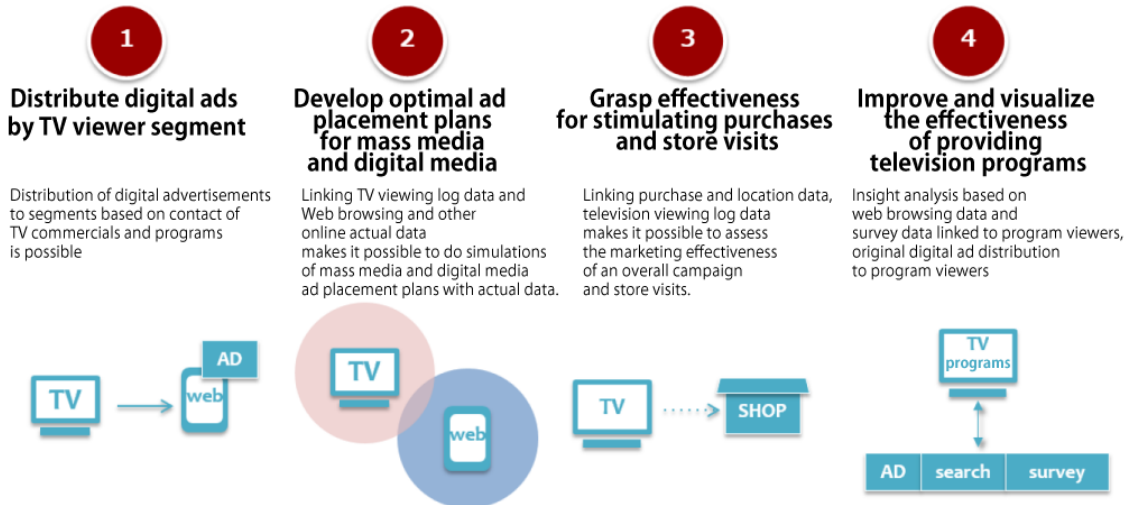 1
Distribute digital ads
by TV viewer segment
Distribution of digital advertisements
to segments based on contact of
TV commercials and programs
is possible
TV
web
AD
2
Develop optimal ad
placement plans
for mass media
and digital media
Linking TV viewing log data and
Web browsing and other
online actual data
makes it possible to do simulations
of mass media and digital media
ad placement plans with actual data.
TV
web
3
Grasp effectiveness
for stimulating purchases
and store visits
Linking purchase and location data,
television viewing log data
makes it possible to assess
the marketing effectiveness
of an overall campaign
and store visits.
TV
SHOP
4
Improve and visualize
the effectiveness
of providing
television programs
Insight analysis based on
web browsing data and
survey data linked to program viewers,
original digital ad distribution
to program viewers
TV
programs
AD search survey